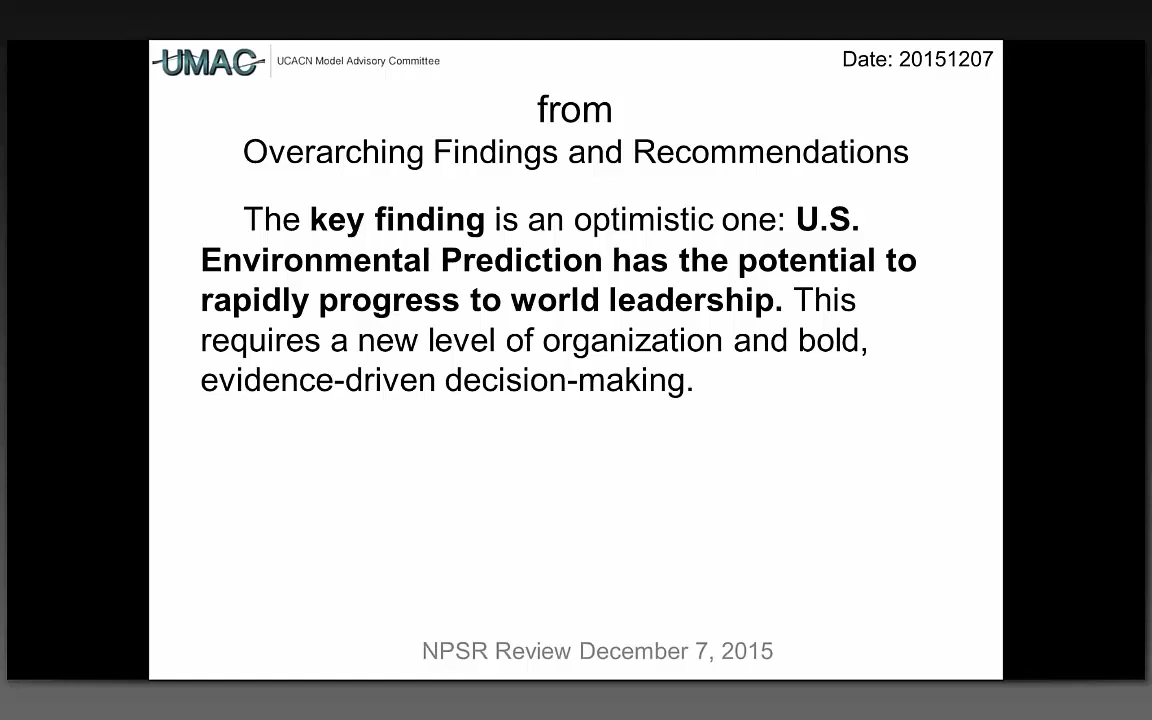 UMAC UCACN Model Advisory Committee
Date: 20151207
from
Overarching Findings and Recommendations
The key finding is an optimistic one: U.S.
Environmental Prediction has the potential to
rapidly progress to world leadership. This
requires a new level of organization and bold,
evidence-driven decision-making.
NPSR Review December 7, 2015